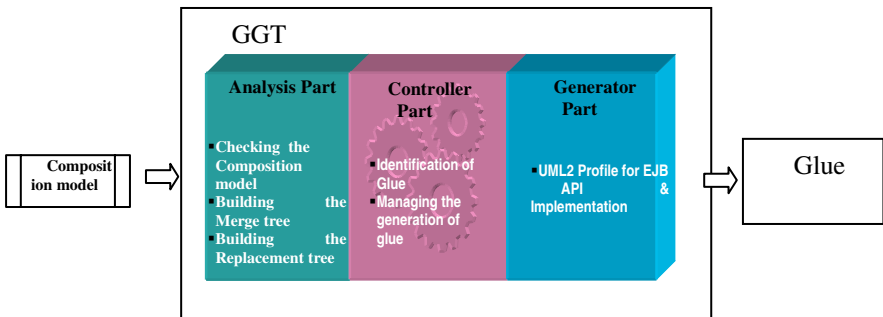 GGT
Composit
ion model
Analysis Part
▪Checking the
Composition
model
▪Building the
Merge tree
▪Building the
Replacement tree
Controller
Part
▪Identification of
Glue
▪Managing the
generation of
glue
Generator
Part
▪UML2 Profile for EJB
API &
Implementation
Glue